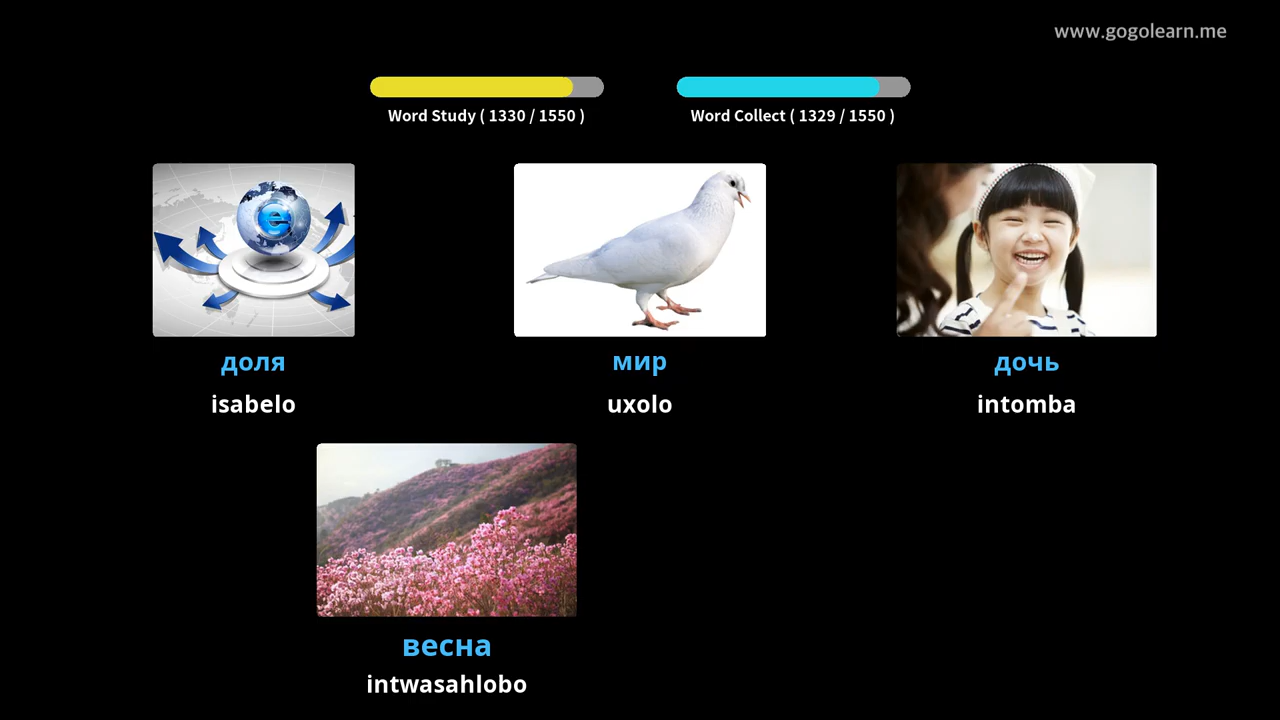 www.gogolearn.me
Word Study ( 1330 / 1550 )
Word Collect ( 1329 / 1550 )
e
доля
мир
дочь
isabelo
uxolo
intomba
весна
intwasahlobo